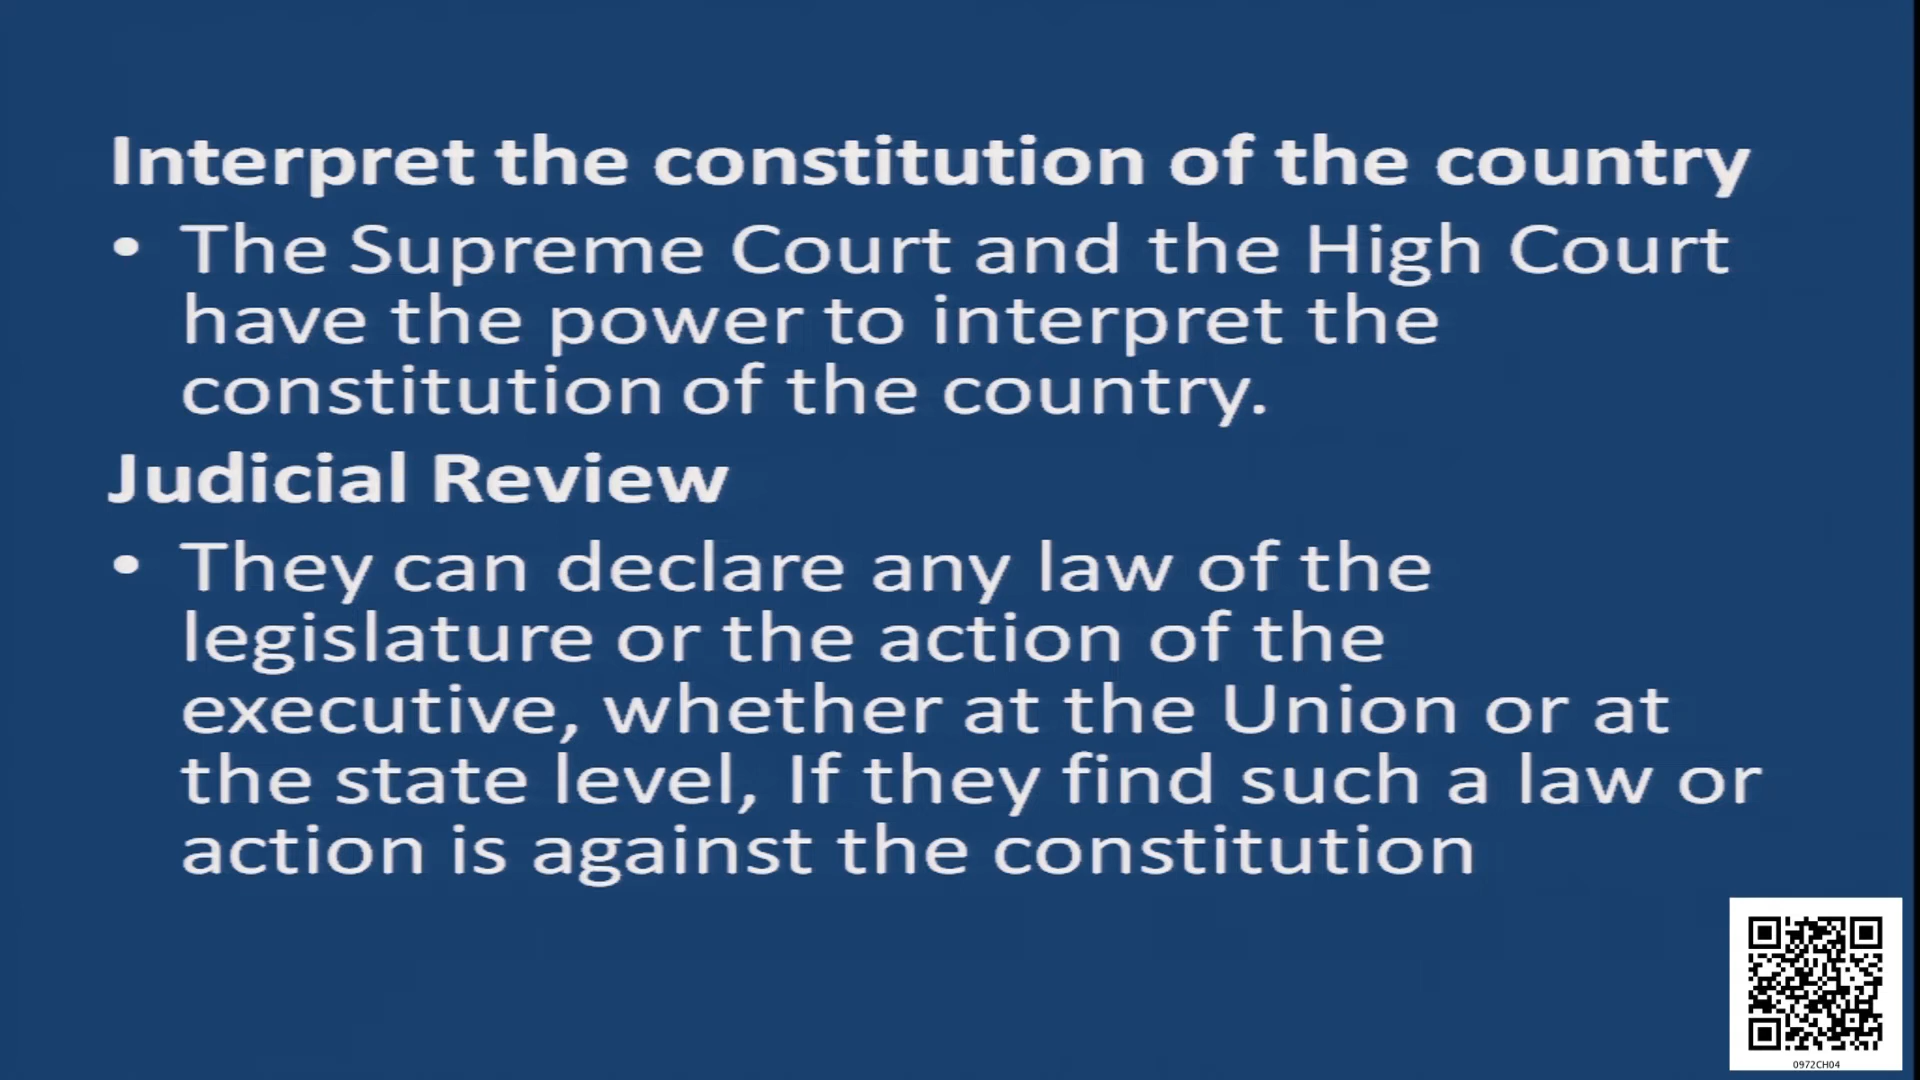 Interpret the constitution of the country
• The Supreme Court and the High Court
have the power to interpret the
constitution of the country.
Judicial Review
• They can declare any law of the
legislature or the action of the
executive, whether at the Union or at
the state level, If they find such a law or
action is against the constitution
0972CH04